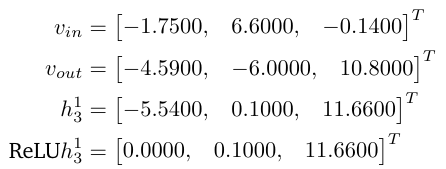 v_{in} = [−1.7500, 6.6000, −0.1400]^T
v_{out} = [−4.5900, −6.0000, 10.8000]^T
h_3^1 = [−5.5400, 0.1000, 11.6600]^T
ReLUh_3^1 = [0.0000, 0.1000, 11.6600]^T